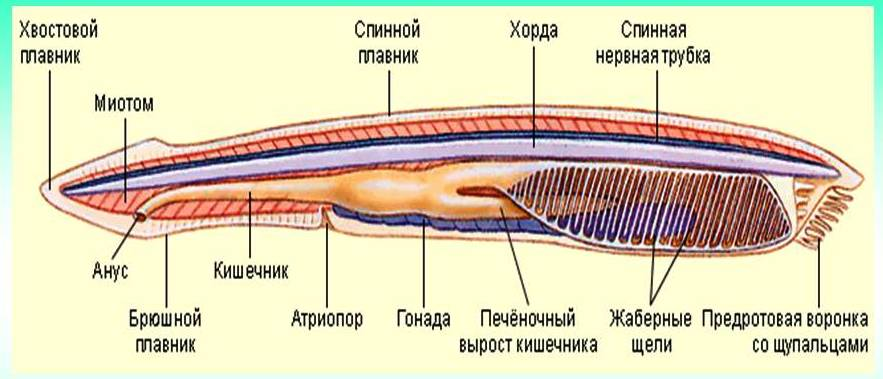 Хвостовой
плавник
Спинной
плавник
Хорда
Спинная
нервная трубка
Миотом
Анус
Кишечник
Брюшной
плавник
Атриопор
Гонада
Печёночный
вырост кишечника
Жаберные
щели
Предротовая воронка
со щупальцами